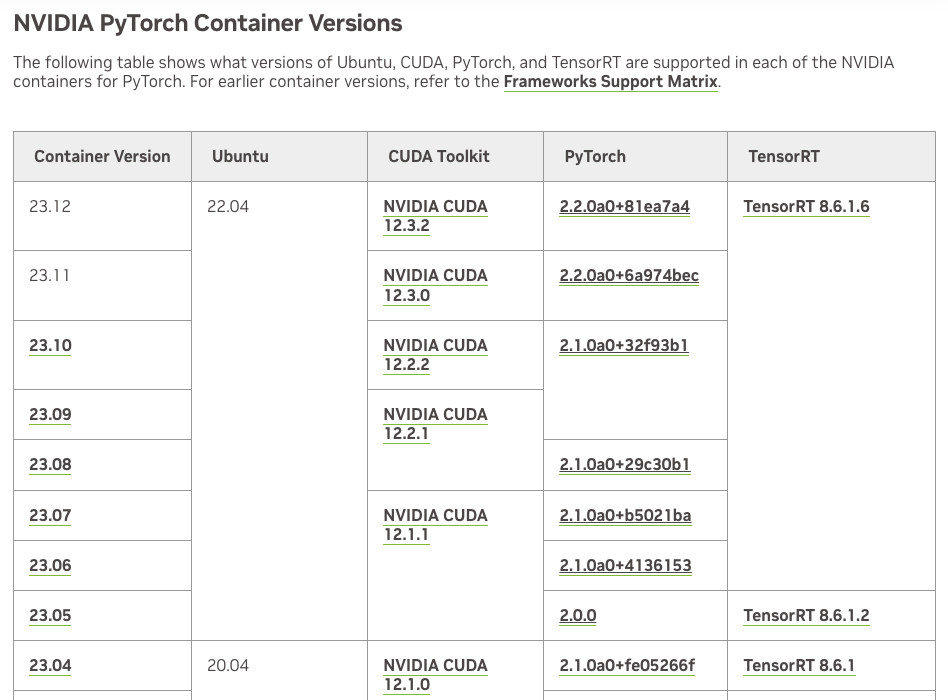 NVIDIA PyTorch Container Versions
The following table shows what versions of Ubuntu, CUDA, PyTorch, and TensorRT are supported in each of the NVIDIA
containers for PyTorch. For earlier container versions, refer to the Frameworks Support Matrix.
Container Version Ubuntu CUDA Toolkit PyTorch TensorRT
23.12 22.04 NVIDIA CUDA 2.2.0a0+81ea7a4 TensorRT 8.6.1.6
12.3.2
23.11 NVIDIA CUDA 2.2.0a0+6a974bec
12.3.0
23.10 NVIDIA CUDA 2.1.0a0+32f93b1
12.2.2
23.09 NVIDIA CUDA
12.2.1
23.08 2.1.0a0+29c30b1
23.07 NVIDIA CUDA 2.1.0a0+b5021ba
12.1.1
23.06 2.1.0a0+4136153
23.05 2.0.0 TensorRT 8.6.1.2
23.04 20.04 NVIDIA CUDA 2.1.0a0+fe05266f TensorRT 8.6.1
12.1.0